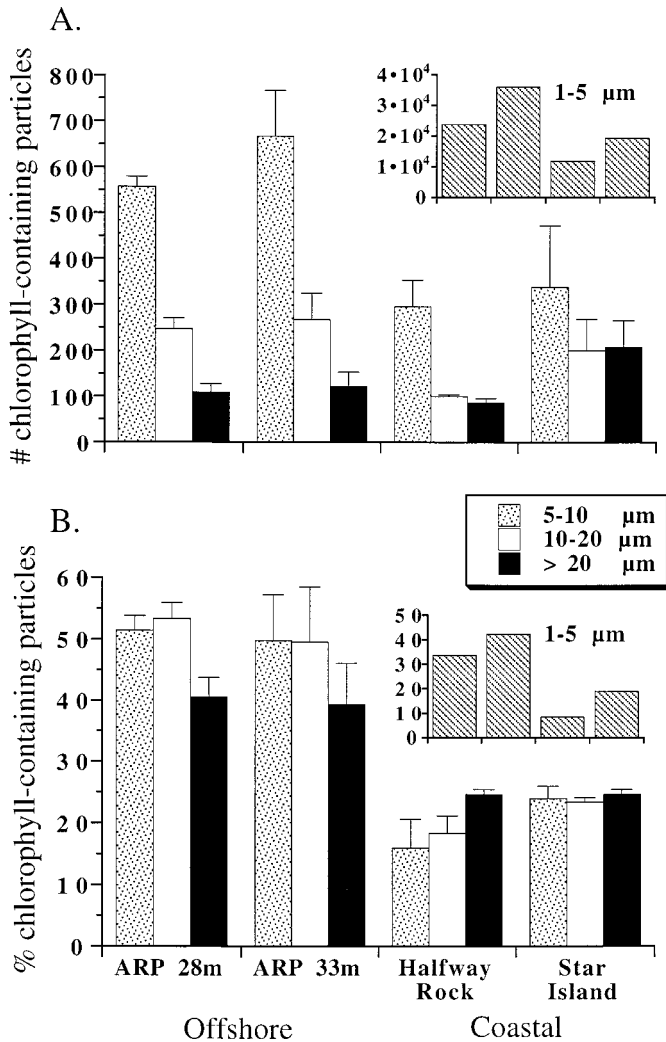 A.
# chlorophyll-containing particles
800
700
600
500
400
300
200
100
0
4•10⁴
3•10⁴
2•10⁴
1•10⁴
0
1-5 µm
B.
5-10 µm
10-20 µm
> 20 µm
% chlorophyll-containing particles
60
50
40
30
20
10
0
50
40
30
20
10
0
1-5 µm
ARP 28m
ARP 33m
Halfway
Rock
Star
Island
Offshore
Coastal